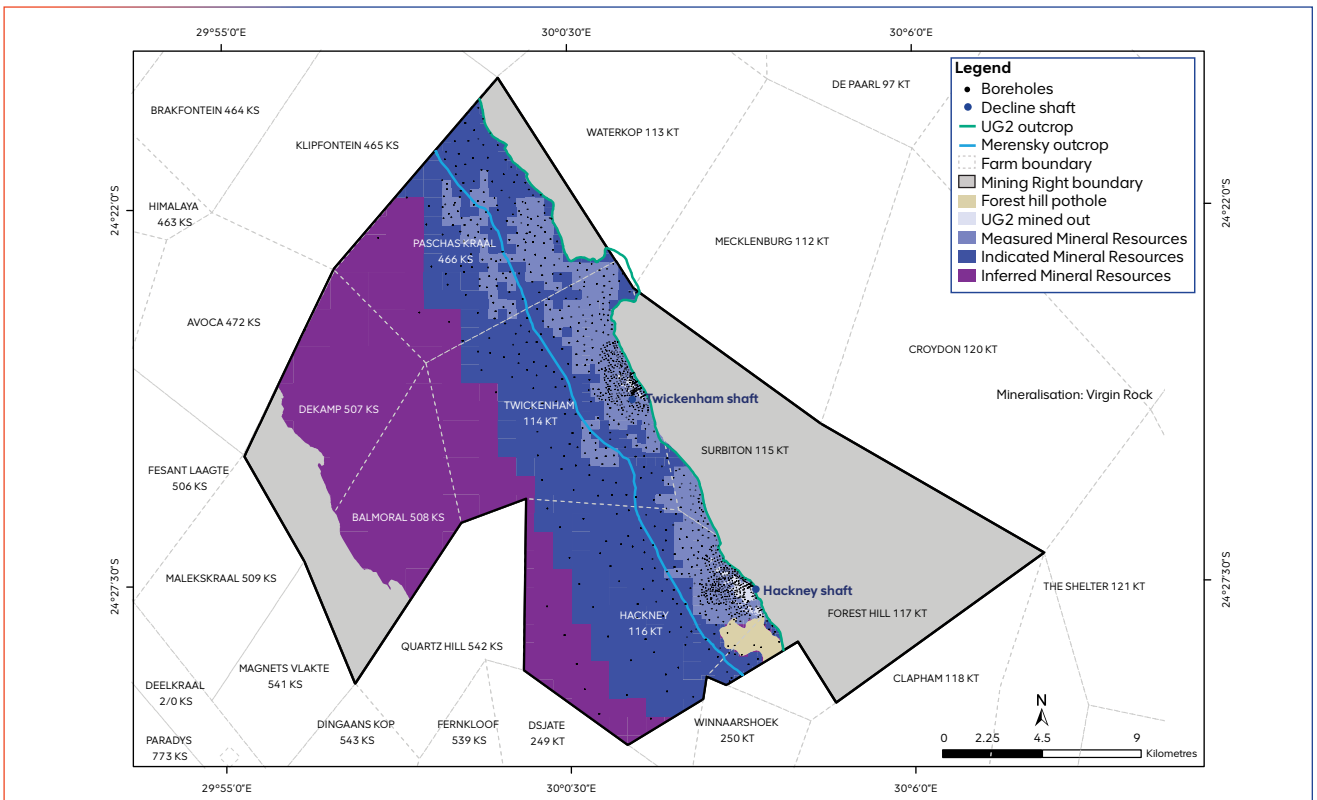 29°55'0"E
30°0'30"E
30°6'0"E
Legend
Boreholes
Decline shaft
UG2 outcrop
Merensky outcrop
Farm boundary
Mining Right boundary
Forest hill pothole
UG2 mined out
Measured Mineral Resources
Indicated Mineral Resources
Inferred Mineral Resources
DE PAARL 97 KT
BRAKFONTEIN 464 KS
WATERKOP 113 KT
KLIPFONTEIN 465 KS
24°22'0"S
24°22'0"S
HIMALAYA
463 KS
PASCHAS KRAAL
466 KS
MECKLENBURG 112 KT
AVOCA 472 KS
CROYDON 120 KT
Mineralisation: Virgin Rock
Twickenham shaft
DEKAMP 507 KS
TWICKENHAM
114 KT
SURBITON 115 KT
FESANT LAAGTE
506 KS
BALMORAL 508 KS
MALEKSKRAAL 509 KS
24°27'30"S
24°27'30"S
THE SHELTER 121 KT
Hackney shaft
HACKNEY
116 KT
FOREST HILL 117 KT
QUARTZ HILL 542 KS
MAGNETS VLAKTE
541 KS
CLAPHAM 118 KT
DEELKRAAL
2/0 KS
N
DINGAANS KOP
543 KS
FERNKLOOF
539 KS
DSJATE
249 KT
WINNAARSHOEK
250 KT
PARADYS
773 KS
0 2.25 4.5 9
Kilometres
29°55'0"E
30°0'30"E
30°6'0"E